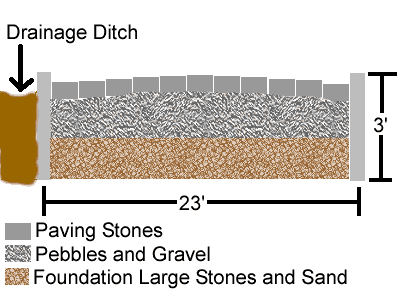 Drainage Ditch
3'
23'
Paving Stones
Pebbles and Gravel
Foundation Large Stones and Sand